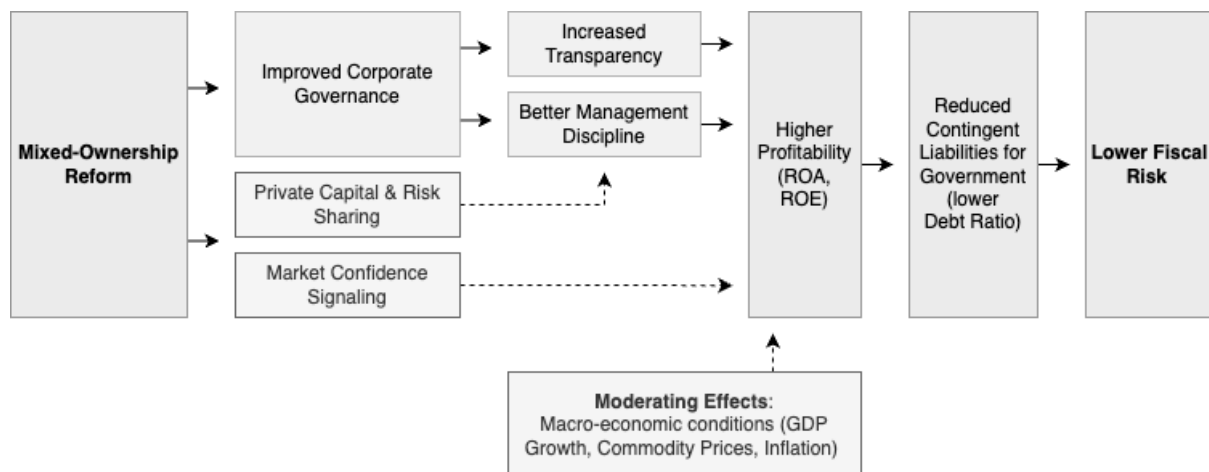 Mixed-Ownership
Reform
Improved Corporate
Governance
Private Capital & Risk
Sharing
Market Confidence
Signaling
Increased
Transparency
Better Management
Discipline
Higher
Profitability
(ROA,
ROE)
Reduced
Contingent
Liabilities for
Government
(lower
Debt Ratio)
Lower Fiscal
Risk
Moderating Effects:
Macro-economic conditions (GDP
Growth, Commodity Prices, Inflation)